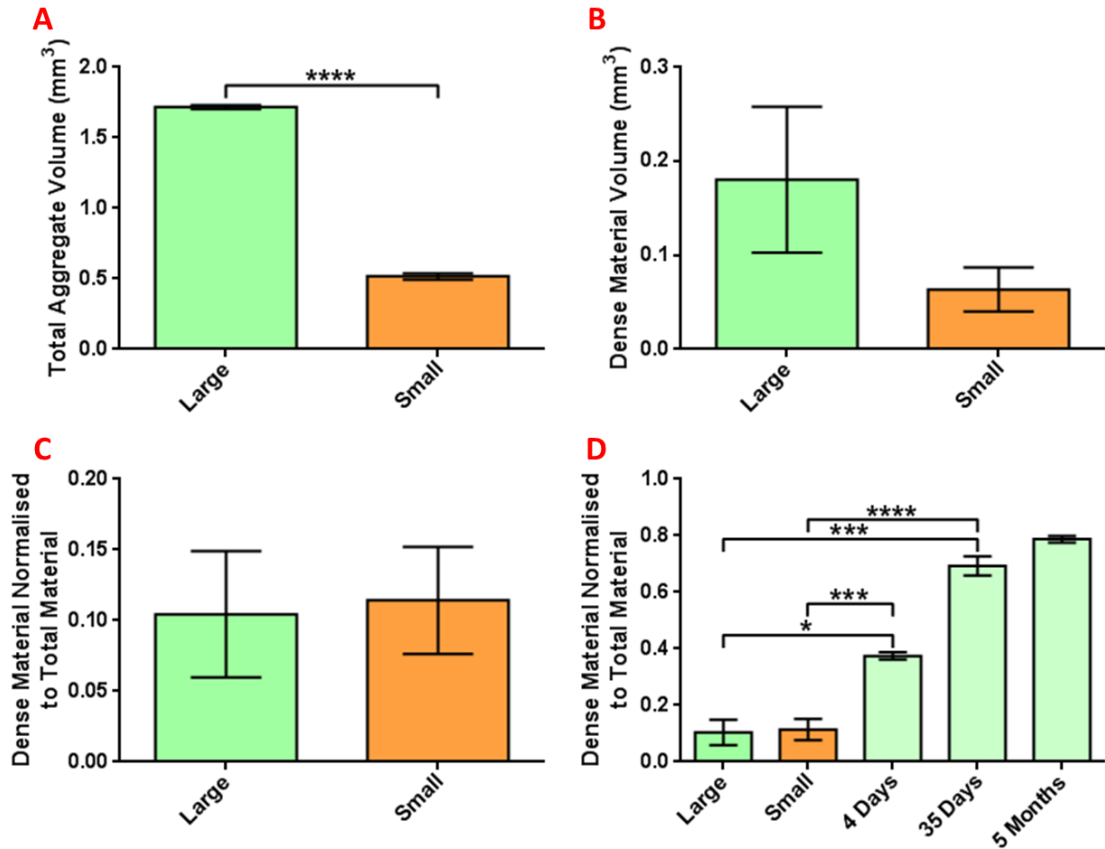 A
Total Aggregate Volume (mm³)
2.0
1.5
1.0
0.5
0.0
****
Large
Small
B
Dense Material Volume (mm³)
0.3
0.2
0.1
0.0
Large
Small
C
Dense Material Normalised
to Total Material
0.20
0.15
0.10
0.05
0.00
Large
Small
D
Dense Material Normalised
to Total Material
1.0
0.8
0.6
0.4
0.2
0.0
****
***
***
*
Large
Small
4 Days
35 Days
5 Months